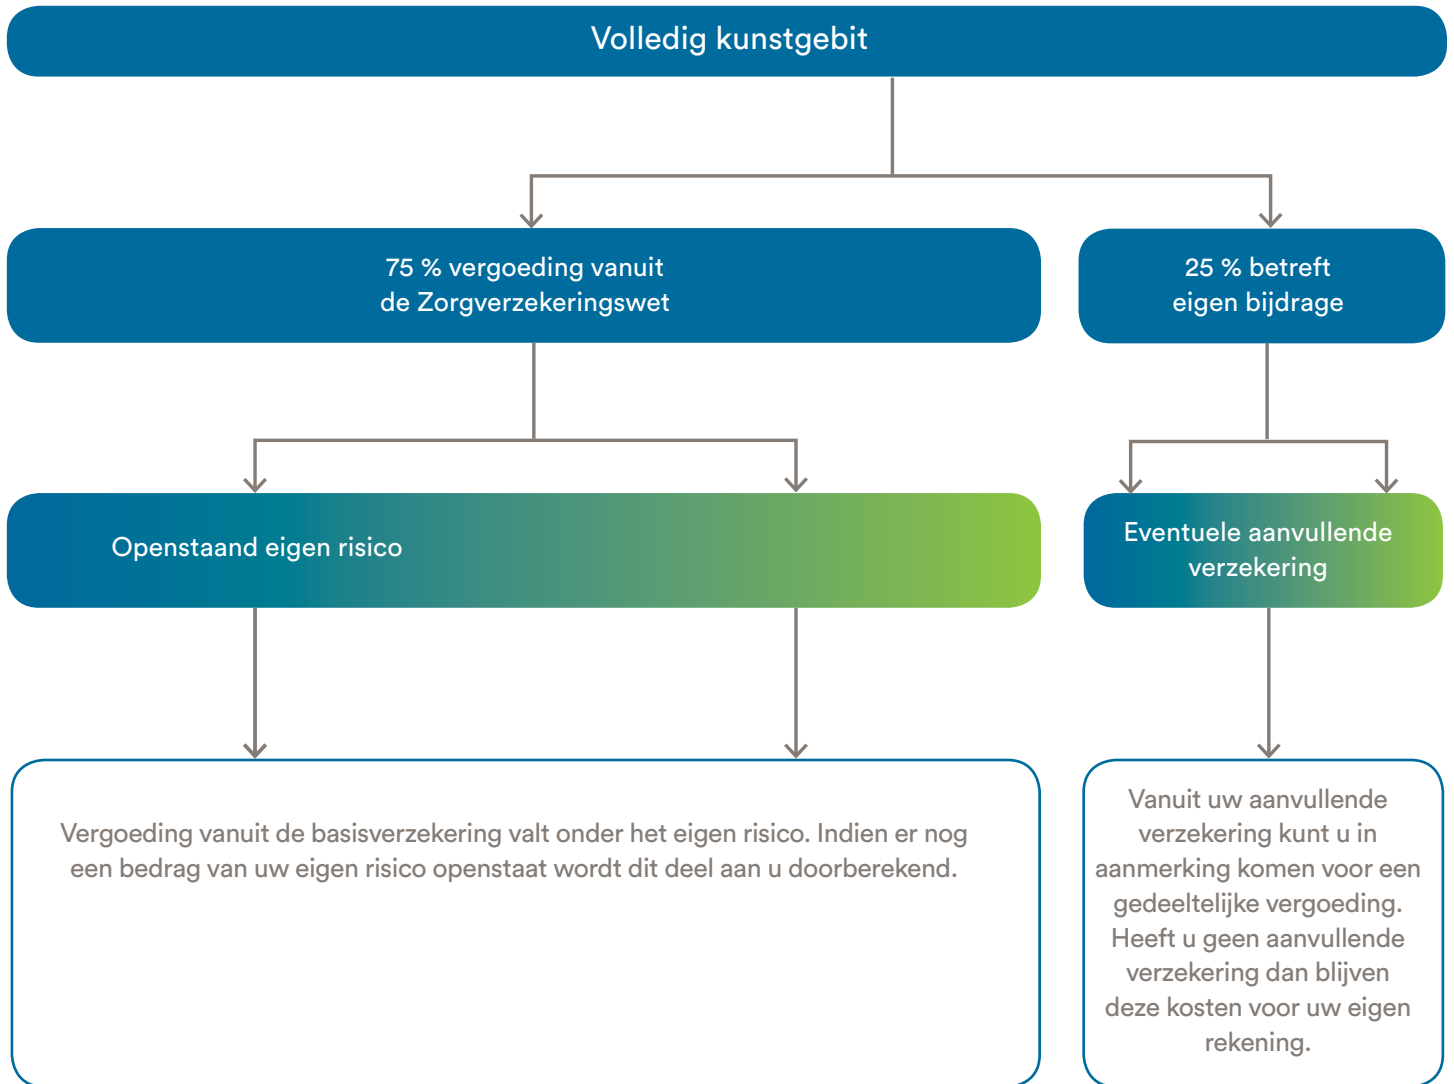 Volledig kunstgebit
75 % vergoeding vanuit
de Zorgverzekeringswet
25 % betreft
eigen bijdrage
Openstaand eigen risico
Eventuele aanvullende
verzekering
Vergoeding vanuit de basisverzekering valt onder het eigen risico. Indien er nog
een bedrag van uw eigen risico openstaat wordt dit deel aan u doorberekend.
Vanuit uw aanvullende
verzekering kunt u in
aanmerking komen voor een
gedeeltelijke vergoeding.
Heeft u geen aanvullende
verzekering dan blijven
deze kosten voor uw eigen
rekening.